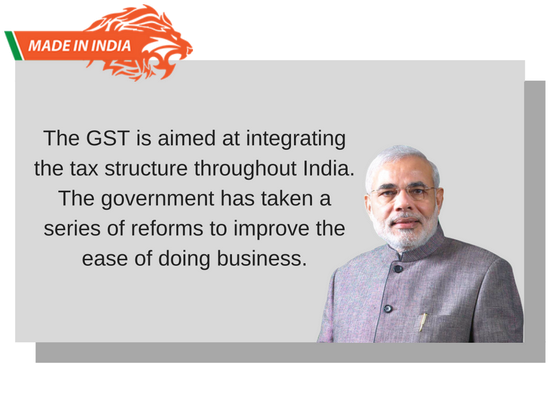 MADE IN INDIA
The GST is aimed at integrating
the tax structure throughout India.
The government has taken a
series of reforms to improve the
ease of doing business.